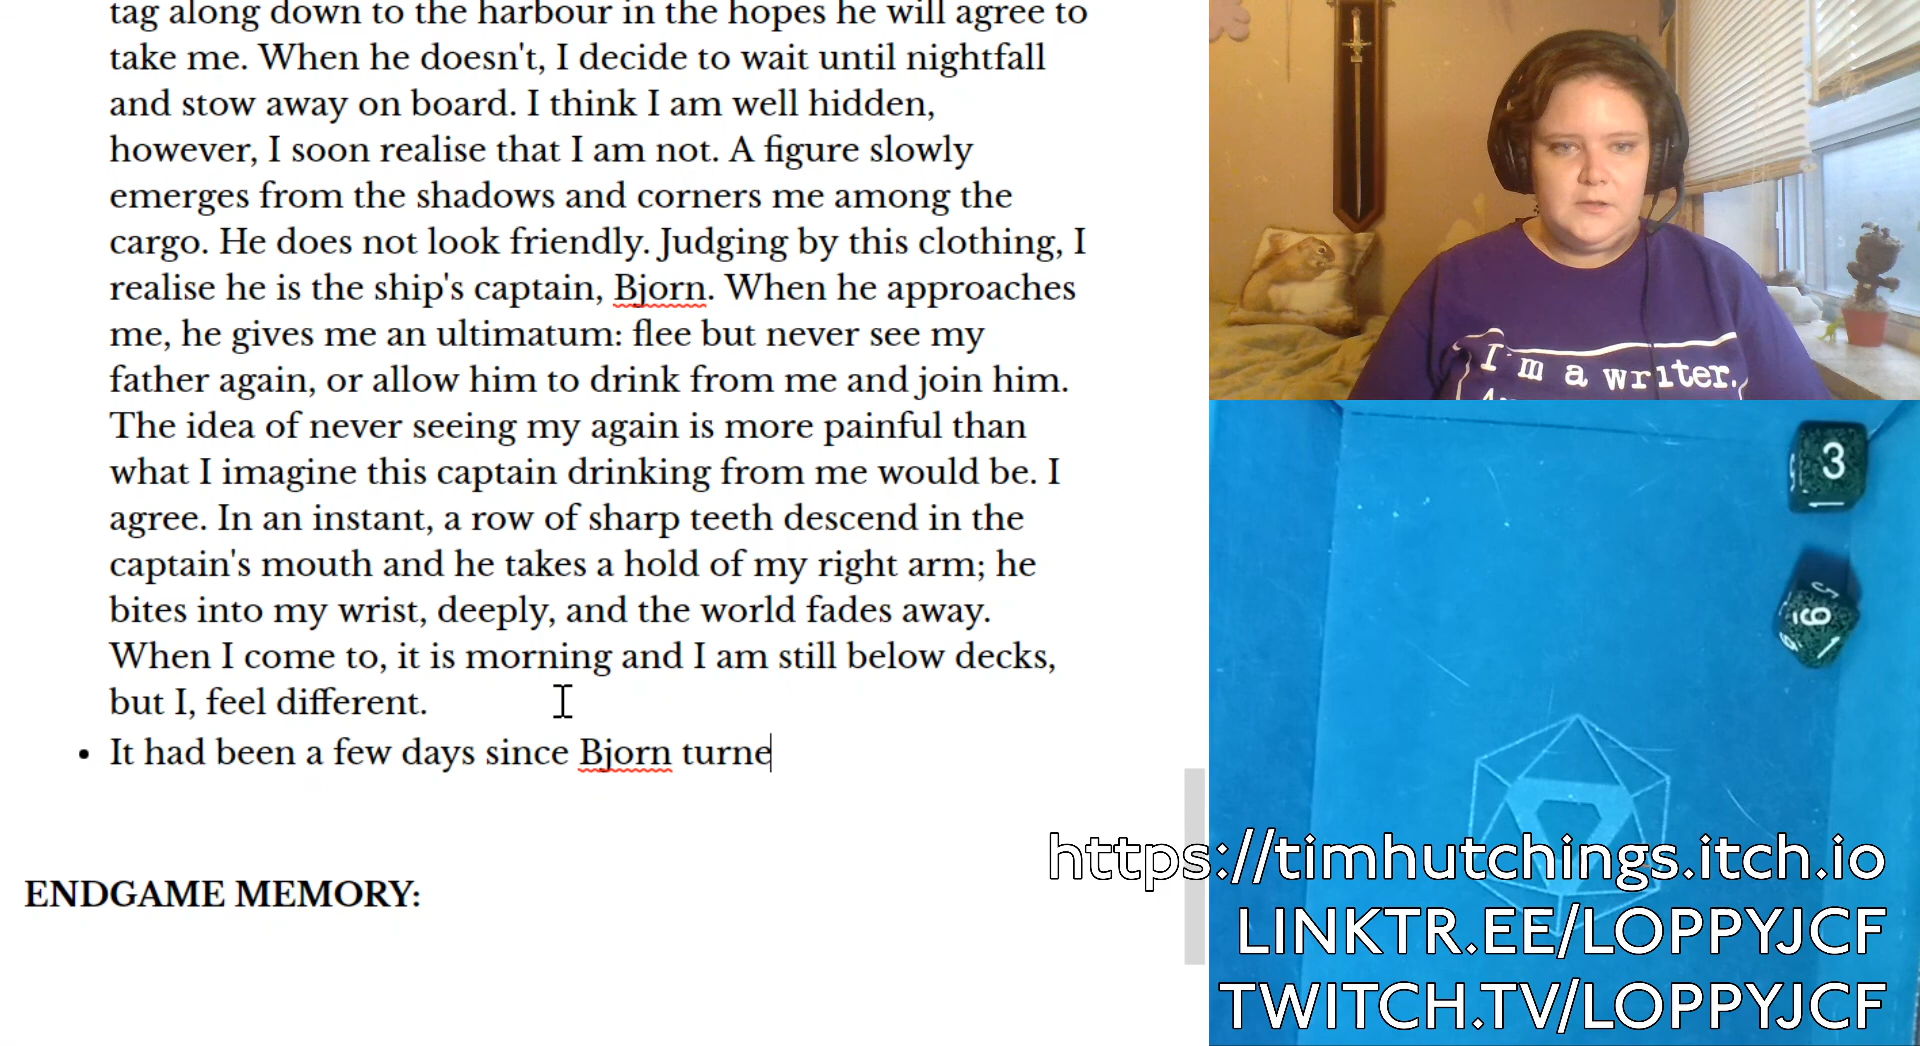 tag along down to the harbour in the hopes he will agree to
take me. When he doesn't, I decide to wait until nightfall
and stow away on board. I think I am well hidden,
however, I soon realise that I am not. A figure slowly
emerges from the shadows and corners me among the
cargo. He does not look friendly. Judging by this clothing, I
realise he is the ship's captain, Bjorn. When he approaches
me, he gives me an ultimatum: flee but never see my
father again, or allow him to drink from me and join him.
The idea of never seeing my again is more painful than
what I imagine this captain drinking from me would be. I
agree. In an instant, a row of sharp teeth descend in the
captain's mouth and he takes a hold of my right arm; he
bites into my wrist, deeply, and the world fades away.
When I come to, it is morning and I am still below decks,
but I, feel different.
• It had been a few days since Bjorn turne
ENDGAME MEMORY:
I'm a writer.
3
1
6
https://timhutchings.itch.io
LINKTR.EE/LOPPYJCF
TWITCH.TV/LOPPYJCF